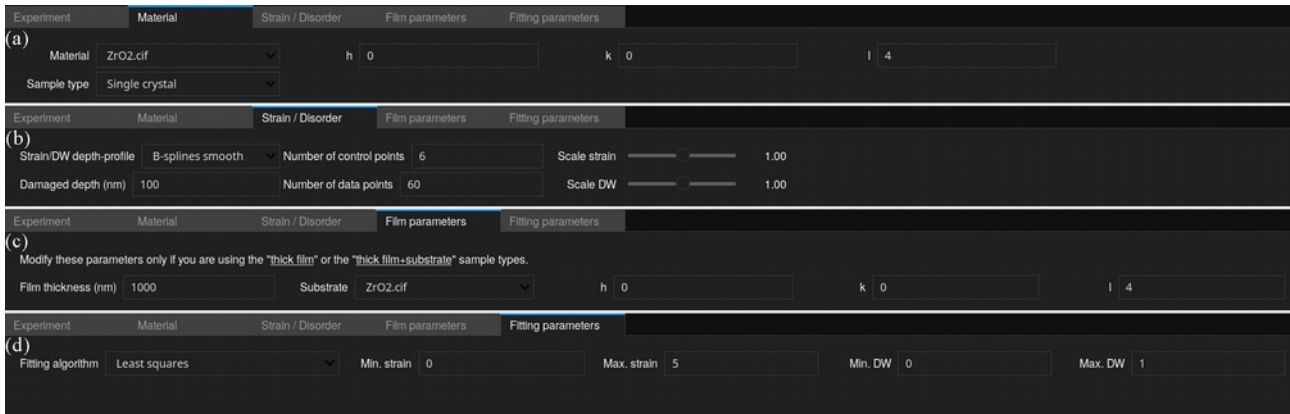 Experiment Material Strain / Disorder Film parameters Fitting parameters
(a)
Material ZrO2.cif h 0 k 0 l 4
Sample type Single crystal
Experiment Material Strain / Disorder Film parameters Fitting parameters
(b)
Strain/DW depth-profile B-splines smooth Number of control points 6 Scale strain 1.00
Damaged depth (nm) 100 Number of data points 60 Scale DW 1.00
Experiment Material Strain / Disorder Film parameters Fitting parameters
(c)
Modify these parameters only if you are using the "thick film" or the "thick film+substrate" sample types.
Film thickness (nm) 1000 Substrate ZrO2.cif h 0 k 0 l 4
Experiment Material Strain / Disorder Film parameters Fitting parameters
(d)
Fitting algorithm Least squares Min. strain 0 Max. strain 5 Min. DW 0 Max. DW 1